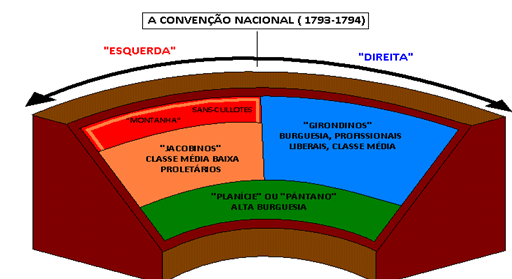 A CONVENÇÃO NACIONAL ( 1793-1794)
"ESQUERDA"
"DIREITA"
SANS-CULLOTES
"MONTANHA"
"GIRONDINOS"
BURGUESIA, PROFISSIONAIS
LIBERAIS, CLASSE MÉDIA
"JACOBINOS"
CLASSE MÉDIA BAIXA
PROLETÁRIOS
"PLANÍCIE" OU "PÂNTANO"
ALTA BURGUESIA